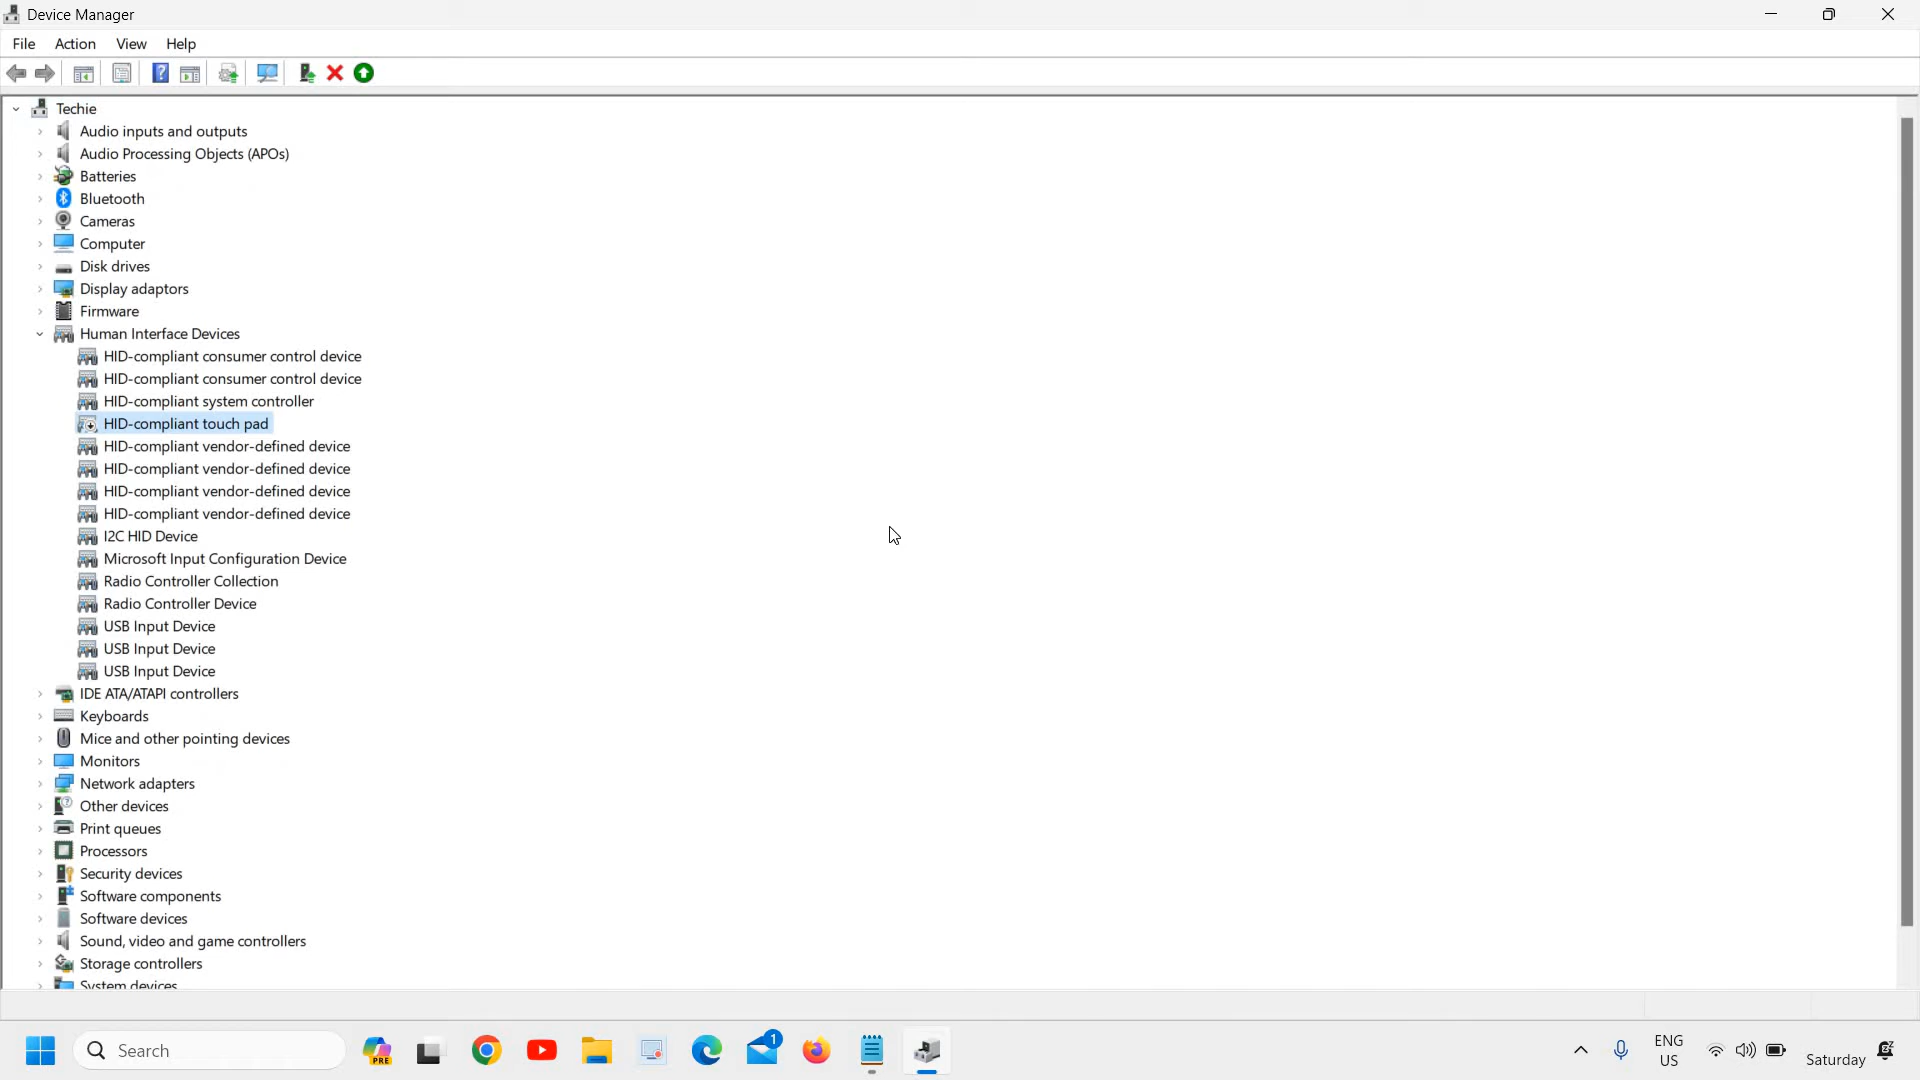 Device Manager
File Action View Help
Techie
Audio inputs and outputs
Audio Processing Objects (APOs)
Batteries
Bluetooth
Cameras
Computer
Disk drives
Display adaptors
Firmware
Human Interface Devices
HID-compliant consumer control device
HID-compliant consumer control device
HID-compliant system controller
HID-compliant touch pad
HID-compliant vendor-defined device
HID-compliant vendor-defined device
HID-compliant vendor-defined device
HID-compliant vendor-defined device
I2C HID Device
Microsoft Input Configuration Device
Radio Controller Collection
Radio Controller Device
USB Input Device
USB Input Device
USB Input Device
IDE ATA/ATAPI controllers
Keyboards
Mice and other pointing devices
Monitors
Network adapters
Other devices
Print queues
Processors
Security devices
Software components
Software devices
Sound, video and game controllers
Storage controllers
System devices
Search
PRE
1
ENG
US
Saturday